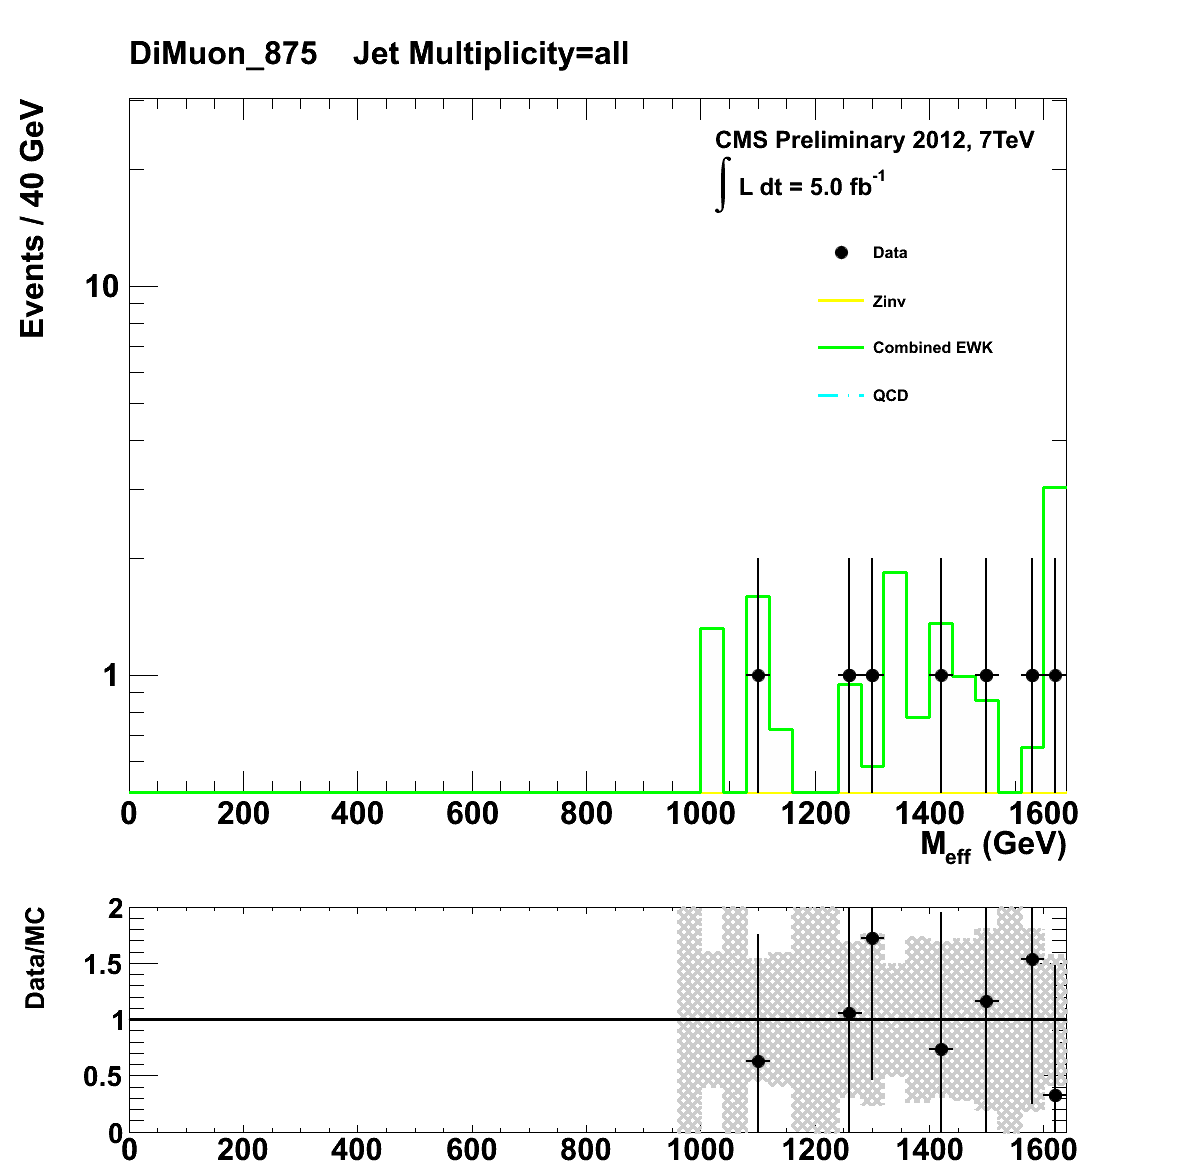 DiMuon_875 Jet Multiplicity=all
Events / 40 GeV
CMS Preliminary 2012, 7TeV
∫ L dt = 5.0 fb⁻¹
Data
Zinv
Combined EWK
QCD
10
1
0 200 400 600 800 1000 1200 1400 1600
M_eff (GeV)
Data/MC
2
1.5
1
0.5
0
0 200 400 600 800 1000 1200 1400 1600